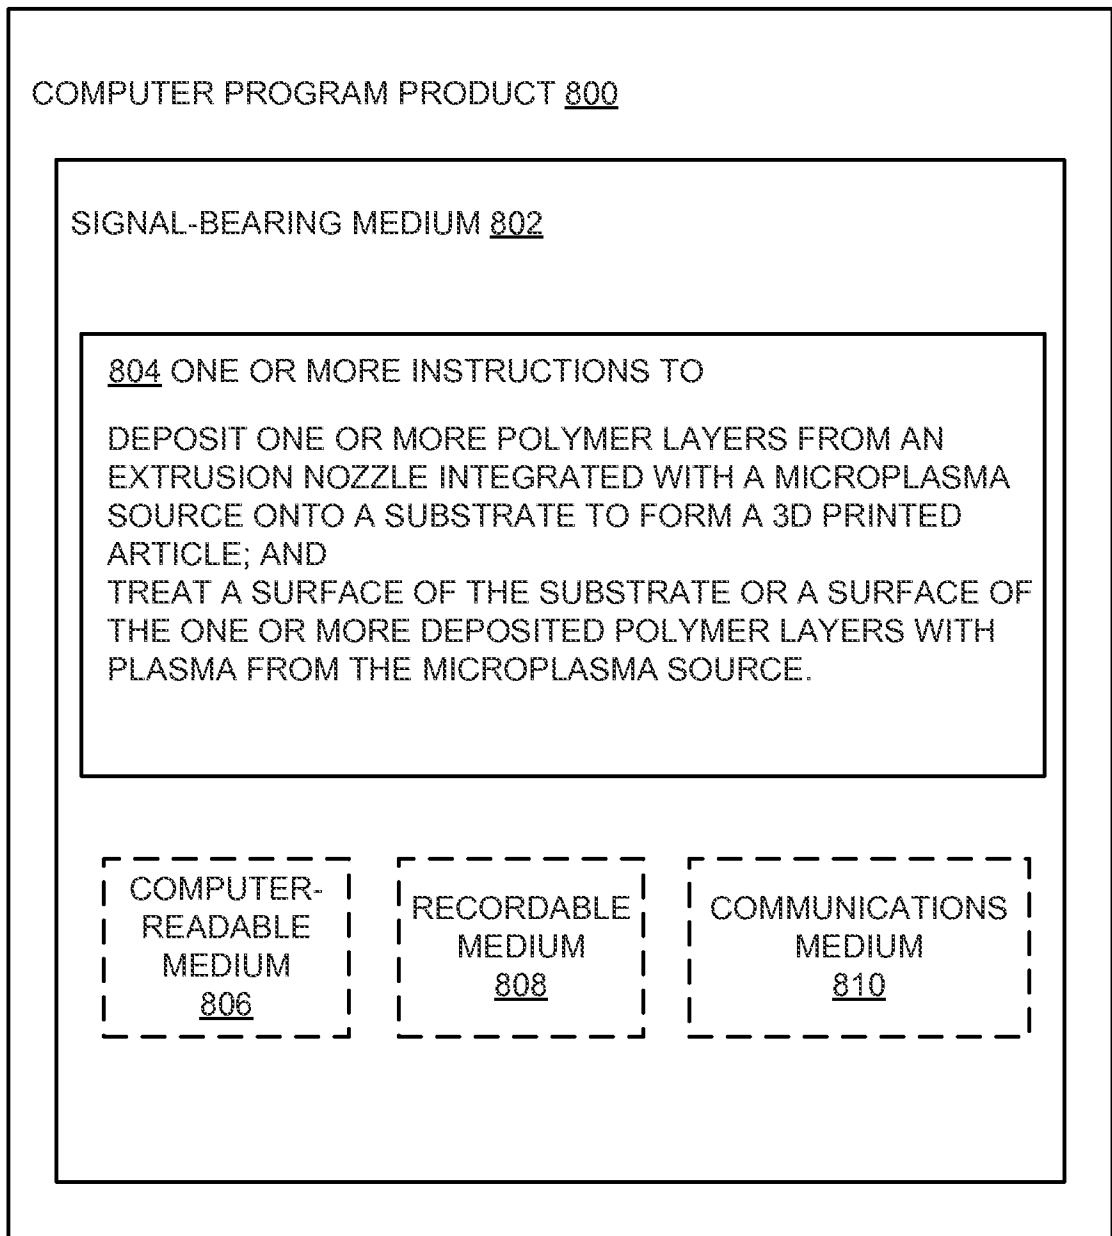 COMPUTER PROGRAM PRODUCT 800
SIGNAL-BEARING MEDIUM 802
804 ONE OR MORE INSTRUCTIONS TO
DEPOSIT ONE OR MORE POLYMER LAYERS FROM AN
EXTRUSION NOZZLE INTEGRATED WITH A MICROPLASMA
SOURCE ONTO A SUBSTRATE TO FORM A 3D PRINTED
ARTICLE; AND
TREAT A SURFACE OF THE SUBSTRATE OR A SURFACE OF
THE ONE OR MORE DEPOSITED POLYMER LAYERS WITH
PLASMA FROM THE MICROPLASMA SOURCE.
COMPUTER-
READABLE
MEDIUM
806
RECORDABLE
MEDIUM
808
COMMUNICATIONS
MEDIUM
810